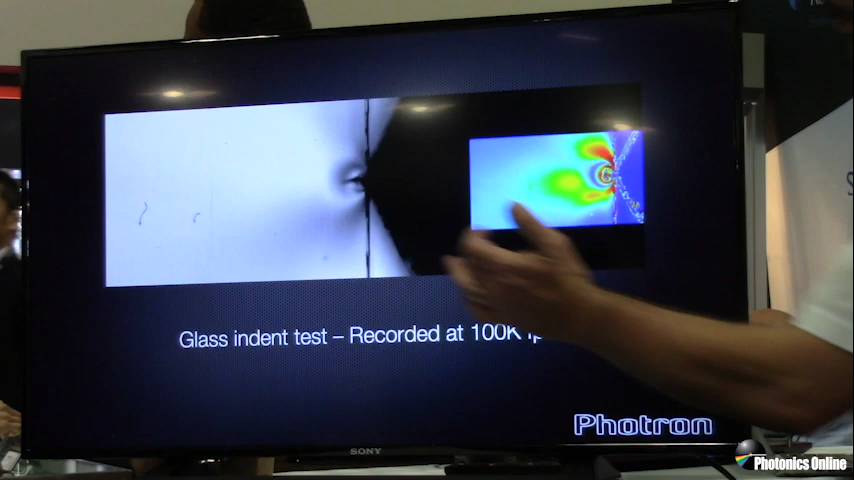 Glass indent test – Recorded at 100K
Photron
SONY
Photonics Online